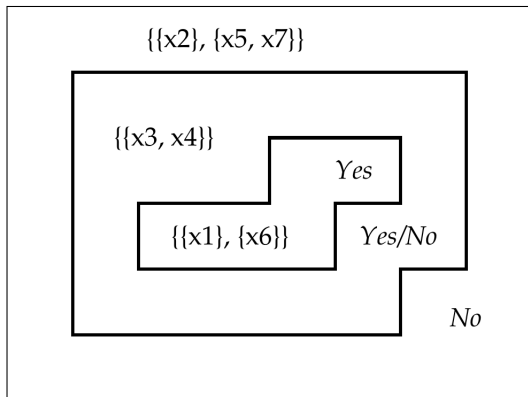 {{x2}, {x5, x7}}
{{x3, x4}}
Yes
{{x1}, {x6}}
Yes/No
No